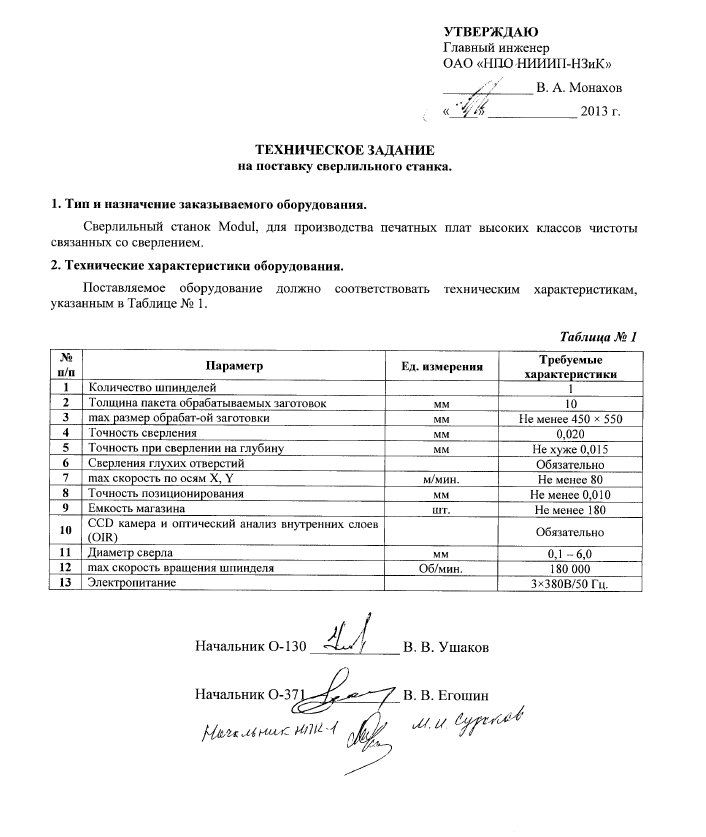 УТВЕРЖДАЮ
Главный инженер
ОАО «НПО НИИИП-НЗиК»
______________ В. А. Монахов
«____» ______________ 2013 г.
ТЕХНИЧЕСКОЕ ЗАДАНИЕ
на поставку сверлильного станка.
1. Тип и назначение заказываемого оборудования.
Сверлильный станок Modul, для производства печатных плат высоких классов чистоты
связанных со сверлением.
2. Технические характеристики оборудования.
Поставляемое оборудование должно соответствовать техническим характеристикам,
указанным в Таблице № 1.
Таблица № 1
№ п/п Параметр Ед. измерения Требуемые характеристики
1 Количество шпинделей 1
2 Толщина пакета обрабатываемых заготовок мм 10
3 max размер обрабат-ой заготовки мм Не менее 450 × 550
4 Точность сверления мм 0,020
5 Точность при сверлении на глубину мм Не хуже 0,015
6 Сверления глухих отверстий Обязательно
7 max скорость по осям X, Y м/мин. Не менее 80
8 Точность позиционирования мм Не менее 0,010
9 Емкость магазина шт. Не менее 180
10 CCD камера и оптический анализ внутренних слоев (OIR) Обязательно
11 Диаметр сверла мм 0,1 – 6,0
12 max скорость вращения шпинделя Об/мин. 180 000
13 Электропитание 3×380В/50 Гц.
Начальник О-130 ____________ В. В. Ушаков
Начальник О-371 ____________ В. В. Егошин
Начальник НПК-1 М.И. Сурков